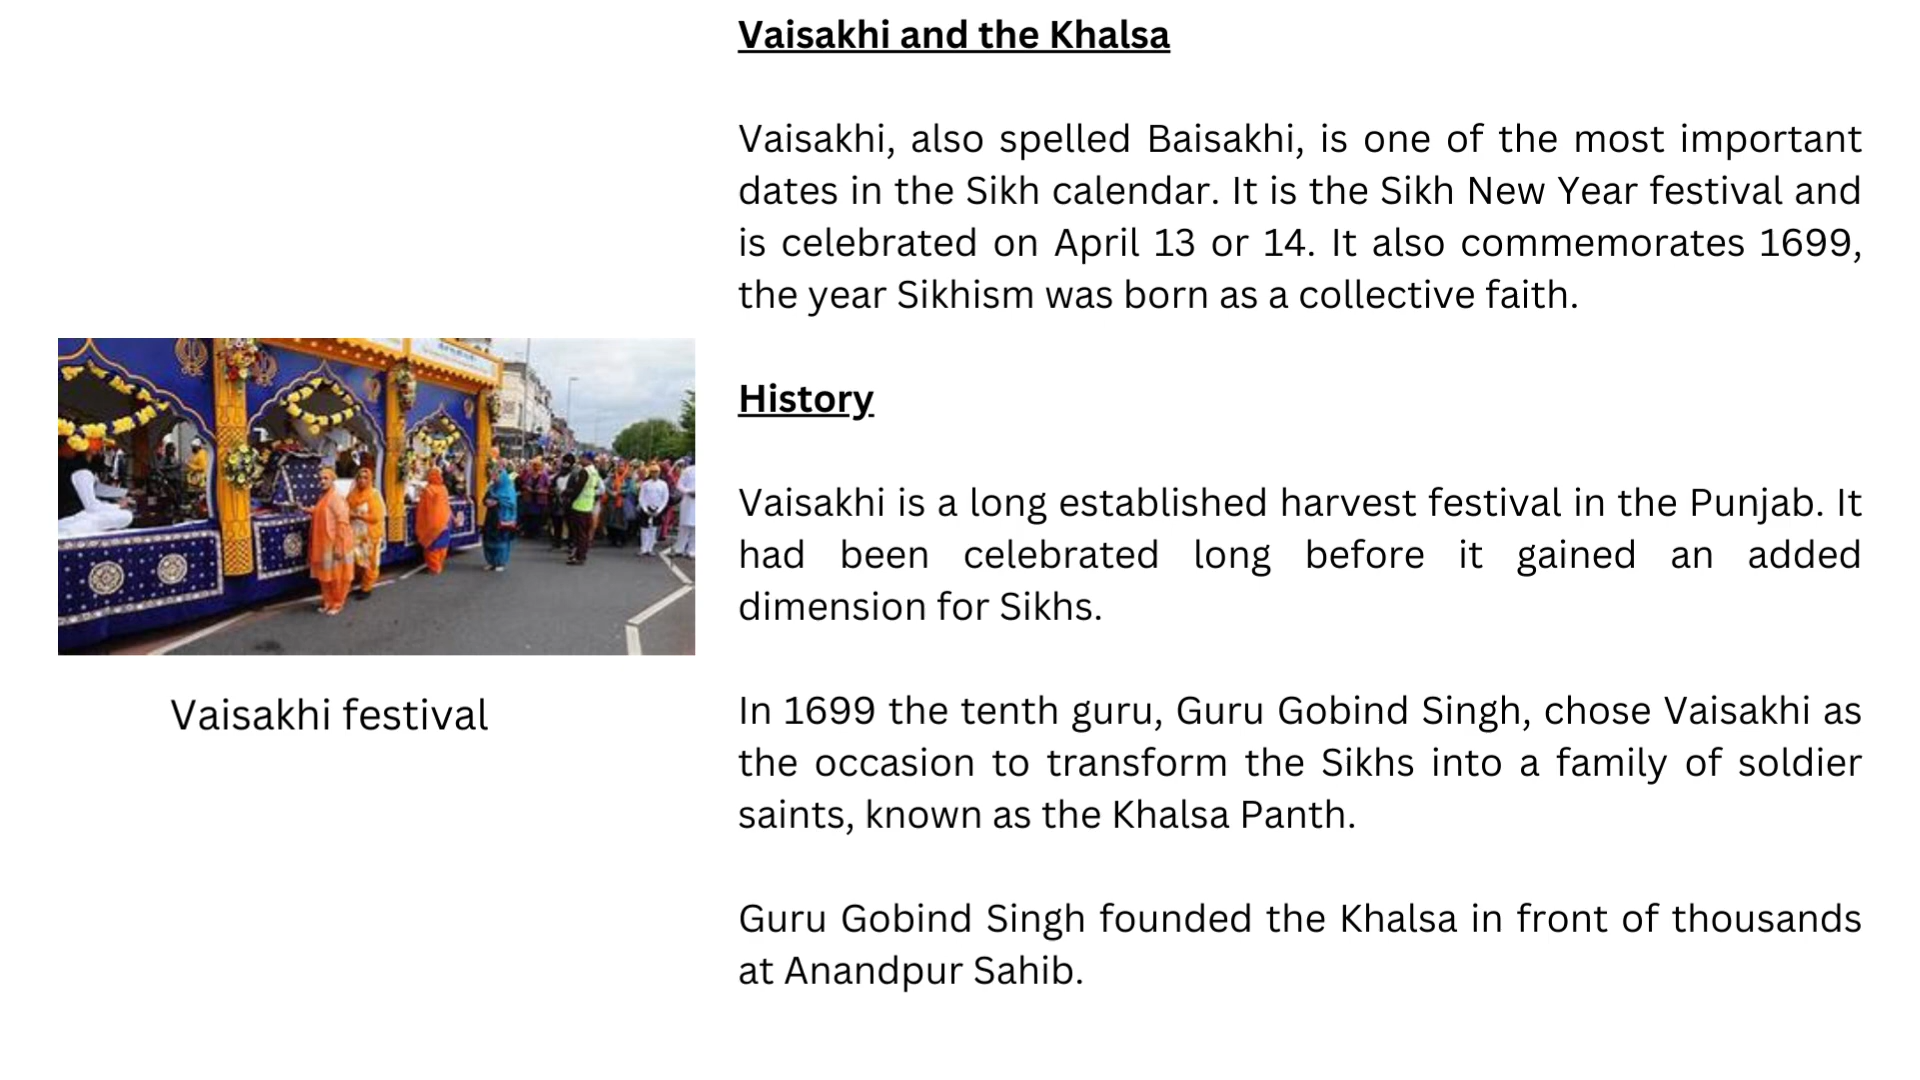 Vaisakhi and the Khalsa
Vaisakhi, also spelled Baisakhi, is one of the most important
dates in the Sikh calendar. It is the Sikh New Year festival and
is celebrated on April 13 or 14. It also commemorates 1699,
the year Sikhism was born as a collective faith.
History
Vaisakhi is a long established harvest festival in the Punjab. It
had been celebrated long before it gained an added
dimension for Sikhs.
In 1699 the tenth guru, Guru Gobind Singh, chose Vaisakhi as
the occasion to transform the Sikhs into a family of soldier
saints, known as the Khalsa Panth.
Guru Gobind Singh founded the Khalsa in front of thousands
at Anandpur Sahib.
Vaisakhi festival